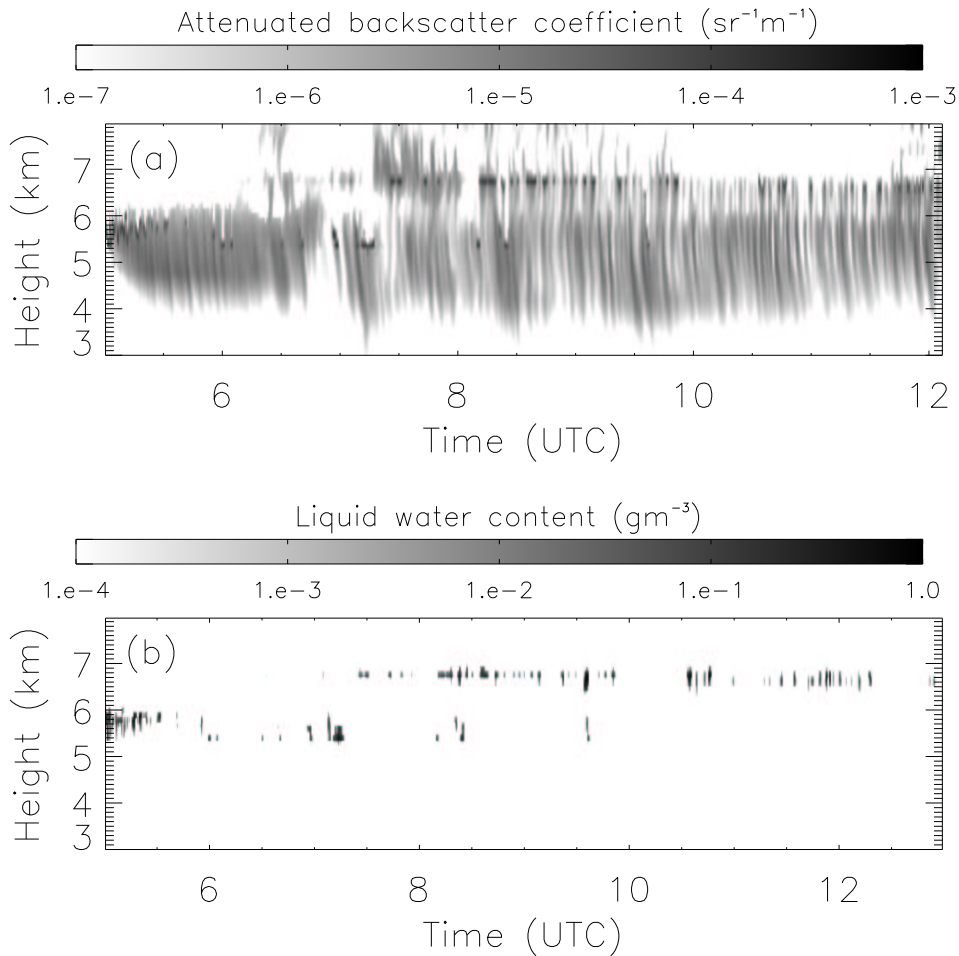 Attenuated backscatter coefficient (sr⁻¹m⁻¹)
1.e−7 1.e−6 1.e−5 1.e−4 1.e−3
(a)
Height (km)
7
6
5
4
3
6 8 10 12
Time (UTC)
Liquid water content (gm⁻³)
1.e−4 1.e−3 1.e−2 1.e−1 1.0
(b)
Height (km)
7
6
5
4
3
6 8 10 12
Time (UTC)